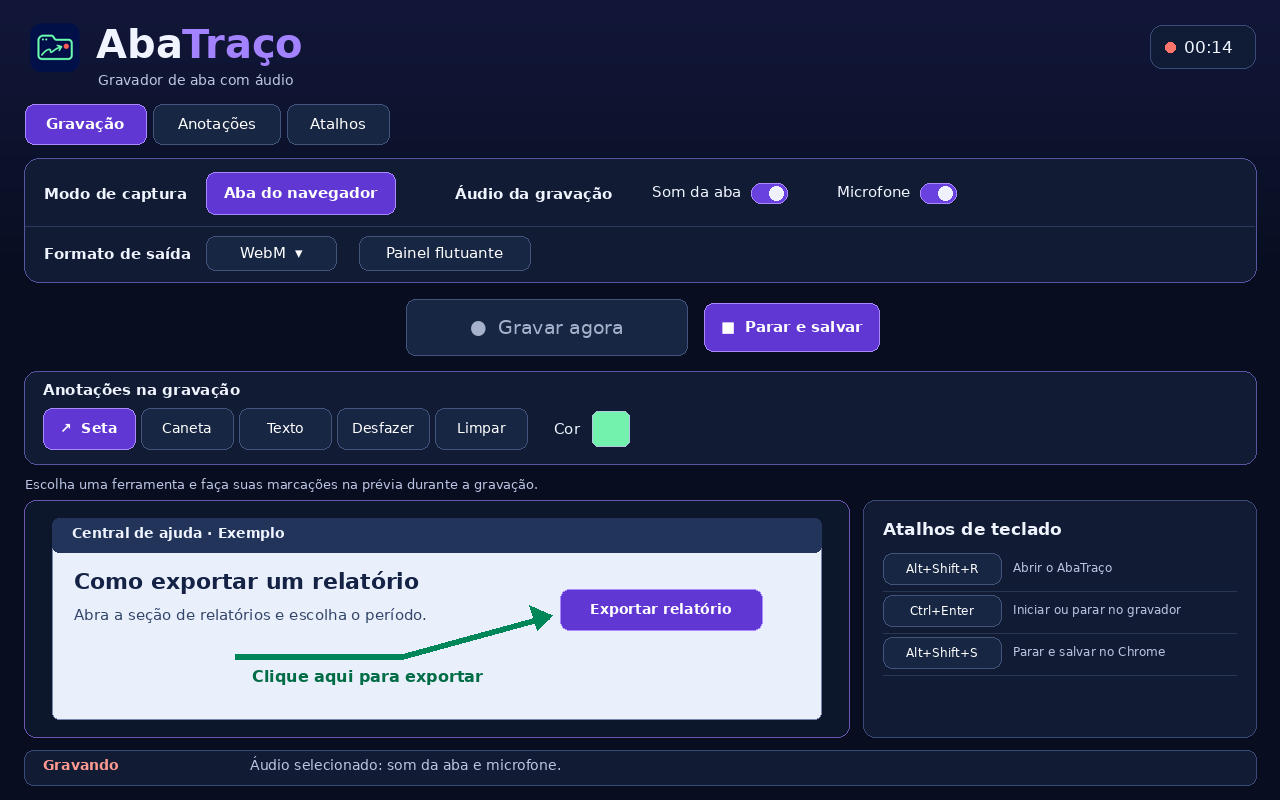 AbaTraço
Gravador de aba com áudio
00:14
Gravação
Anotações
Atalhos
Modo de captura
Aba do navegador
Áudio da gravação
Som da aba
Microfone
Formato de saída
WebM ▾
Painel flutuante
● Gravar agora
■ Parar e salvar
Anotações na gravação
↗ Seta
Caneta
Texto
Desfazer
Limpar
Cor
Escolha uma ferramenta e faça suas marcações na prévia durante a gravação.
Central de ajuda · Exemplo
Como exportar um relatório
Abra a seção de relatórios e escolha o período.
Exportar relatório
Clique aqui para exportar
Atalhos de teclado
Alt+Shift+R Abrir o AbaTraço
Ctrl+Enter Iniciar ou parar no gravador
Alt+Shift+S Parar e salvar no Chrome
Gravando
Áudio selecionado: som da aba e microfone.